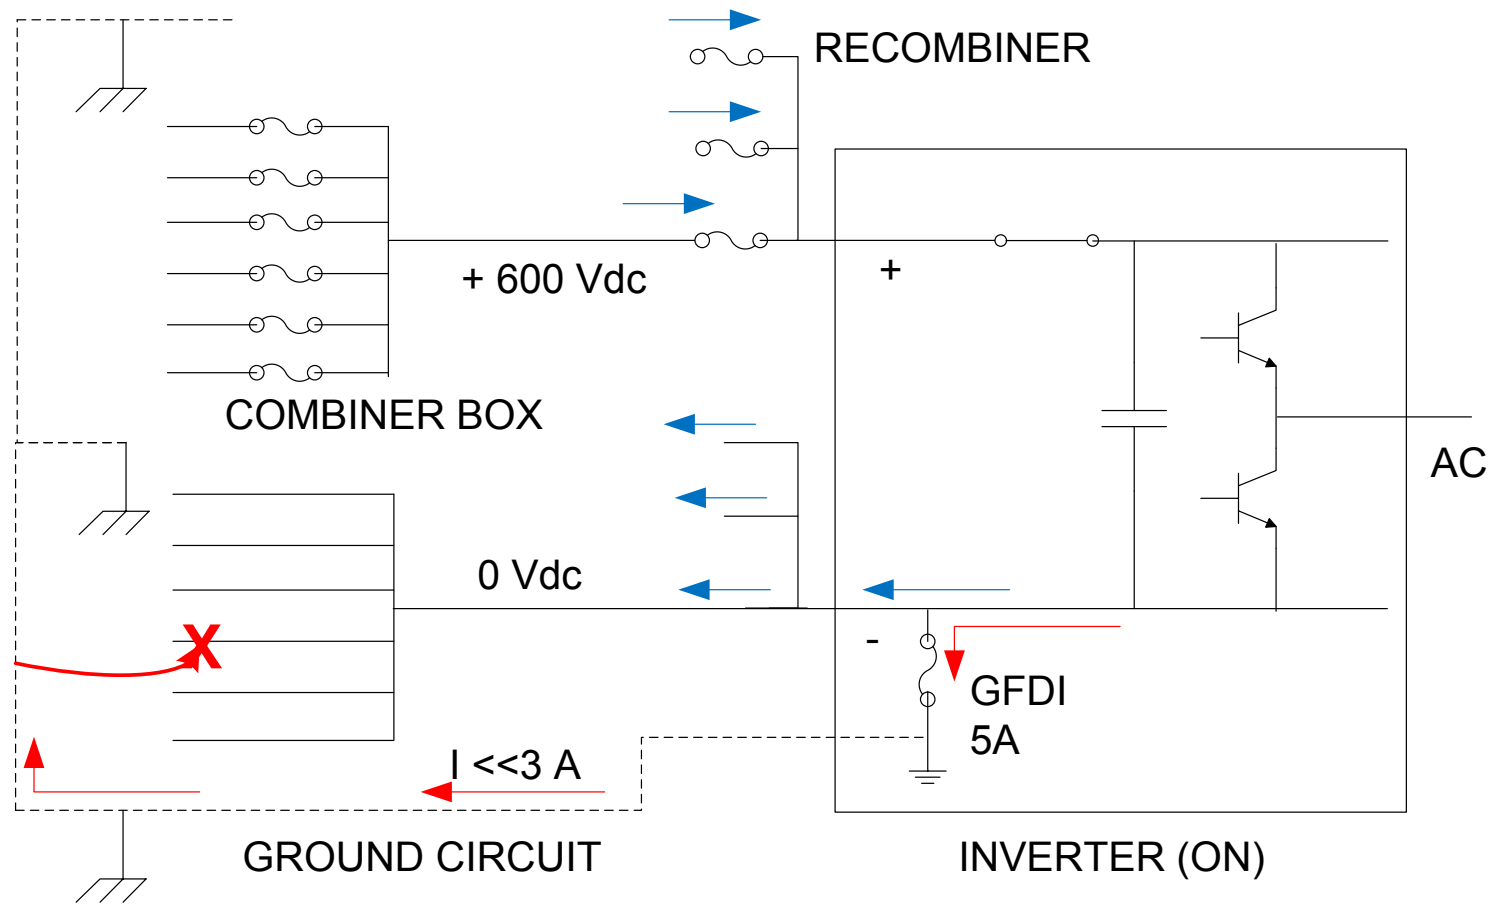 RECOMBINER
+ 600 Vdc
+
COMBINER BOX
AC
0 Vdc
-
X
GFDI
5A
I <<3 A
GROUND CIRCUIT
INVERTER (ON)